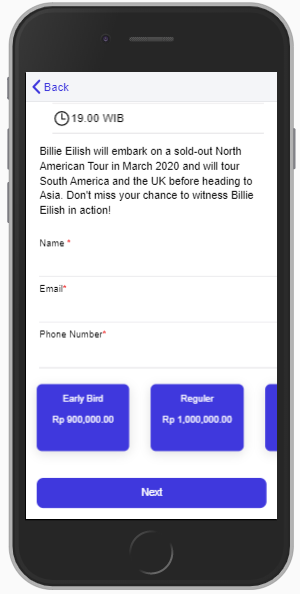 Back
19.00 WIB
Billie Eilish will embark on a sold-out North
American Tour in March 2020 and will tour
South America and the UK before heading to
Asia. Don't miss your chance to witness Billie
Eilish in action!
Name *
Email*
Phone Number*
Early Bird Reguler
Rp 900,000.00 Rp 1,000,000.00
Next